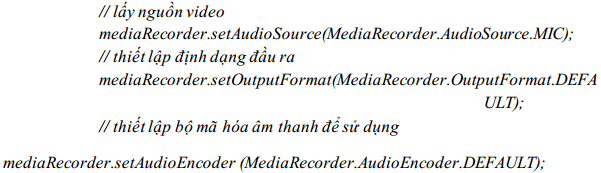 // lấy nguồn video
mediaRecorder.setAudioSource(MediaRecorder.AudioSource.MIC);
// thiết lập định dạng đầu ra
mediaRecorder.setOutputFormat(MediaRecorder.OutputFormat.DEFA
ULT);
// thiết lập bộ mã hóa âm thanh để sử dụng
mediaRecorder.setAudioEncoder (MediaRecorder.AudioEncoder.DEFAULT);